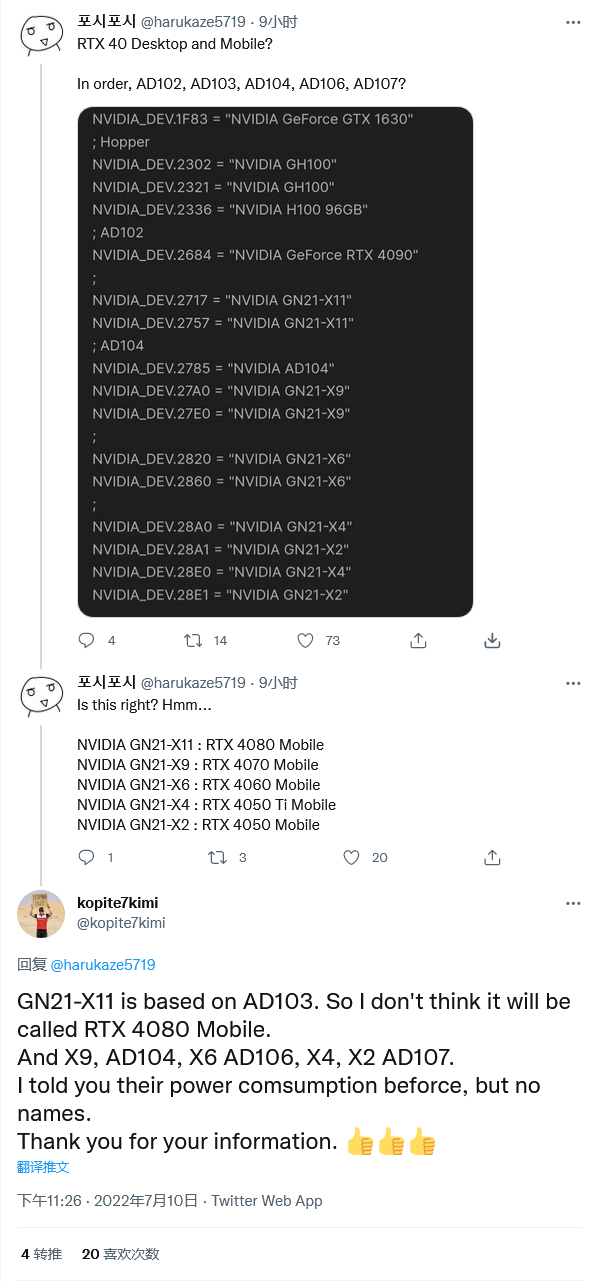 포시포시 @harukaze5719 · 9小时
RTX 40 Desktop and Mobile?
In order, AD102, AD103, AD104, AD106, AD107?
NVIDIA_DEV.1F83 = "NVIDIA GeForce GTX 1630"
; Hopper
NVIDIA_DEV.2302 = "NVIDIA GH100"
NVIDIA_DEV.2321 = "NVIDIA GH100"
NVIDIA_DEV.2336 = "NVIDIA H100 96GB"
; AD102
NVIDIA_DEV.2684 = "NVIDIA GeForce RTX 4090"
;
NVIDIA_DEV.2717 = "NVIDIA GN21-X11"
NVIDIA_DEV.2757 = "NVIDIA GN21-X11"
; AD104
NVIDIA_DEV.2785 = "NVIDIA AD104"
NVIDIA_DEV.27A0 = "NVIDIA GN21-X9"
NVIDIA_DEV.27E0 = "NVIDIA GN21-X9"
;
NVIDIA_DEV.2820 = "NVIDIA GN21-X6"
NVIDIA_DEV.2860 = "NVIDIA GN21-X6"
;
NVIDIA_DEV.28A0 = "NVIDIA GN21-X4"
NVIDIA_DEV.28A1 = "NVIDIA GN21-X2"
NVIDIA_DEV.28E0 = "NVIDIA GN21-X4"
NVIDIA_DEV.28E1 = "NVIDIA GN21-X2"
4 14 73
포시포시 @harukaze5719 · 9小时
Is this right? Hmm...
NVIDIA GN21-X11 : RTX 4080 Mobile
NVIDIA GN21-X9 : RTX 4070 Mobile
NVIDIA GN21-X6 : RTX 4060 Mobile
NVIDIA GN21-X4 : RTX 4050 Ti Mobile
NVIDIA GN21-X2 : RTX 4050 Mobile
1 3 20
kopite7kimi
@kopite7kimi
回复 @harukaze5719
GN21-X11 is based on AD103. So I don't think it will be
called RTX 4080 Mobile.
And X9, AD104, X6 AD106, X4, X2 AD107.
I told you their power comsumption beforce, but no
names.
Thank you for your information. 👍👍👍
翻译推文
下午11:26 · 2022年7月10日 · Twitter Web App
4 转推 20 喜欢次数